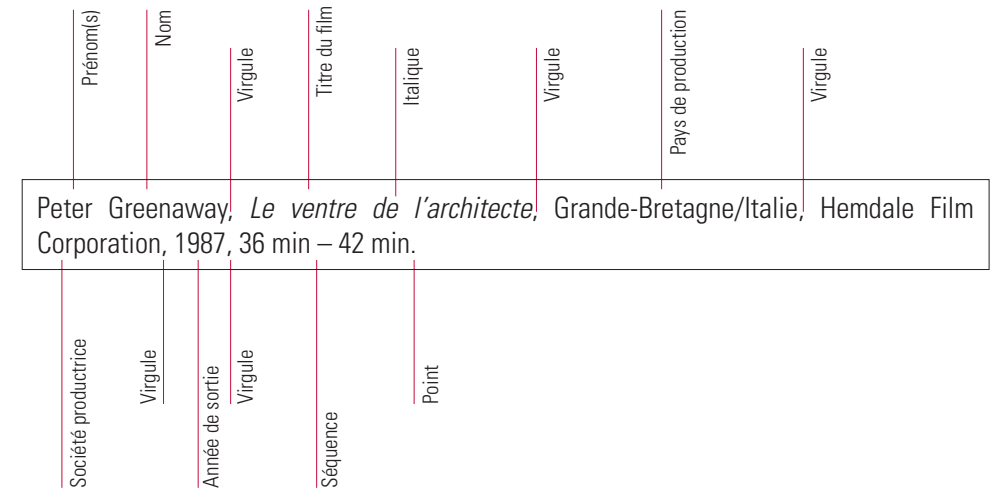 Prénom(s)
Nom
Virgule
Titre du film
Italique
Virgule
Pays de production
Virgule
Peter Greenaway, Le ventre de l'architecte, Grande-Bretagne/Italie, Hemdale Film
Corporation, 1987, 36 min – 42 min.
Société productrice
Virgule
Année de sortie
Virgule
Séquence
Point